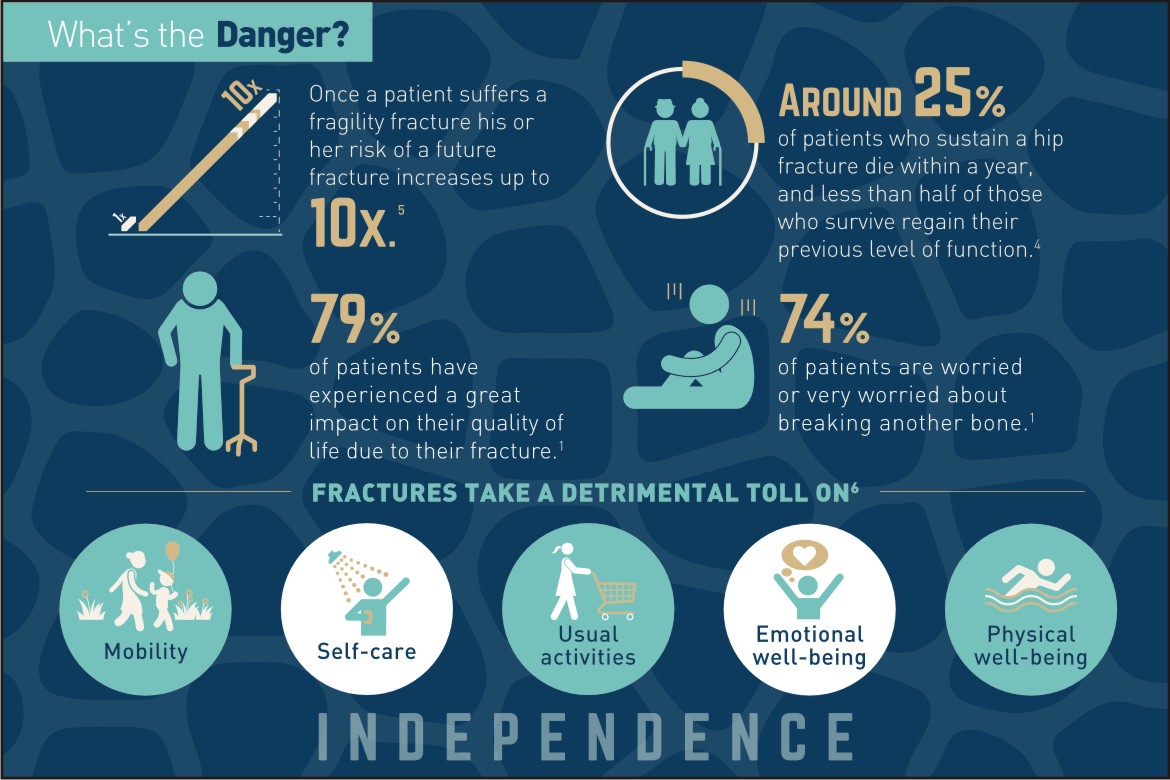 What's the Danger?
10x
1x
Once a patient suffers a
fragility fracture his or
her risk of a future
fracture increases up to
10x.⁵
AROUND 25%
of patients who sustain a hip
fracture die within a year,
and less than half of those
who survive regain their
previous level of function.⁴
79%
of patients have
experienced a great
impact on their quality of
life due to their fracture.¹
74%
of patients are worried
or very worried about
breaking another bone.¹
FRACTURES TAKE A DETRIMENTAL TOLL ON⁶
Mobility
Self-care
Usual
activities
Emotional
well-being
Physical
well-being
INDEPENDENCE